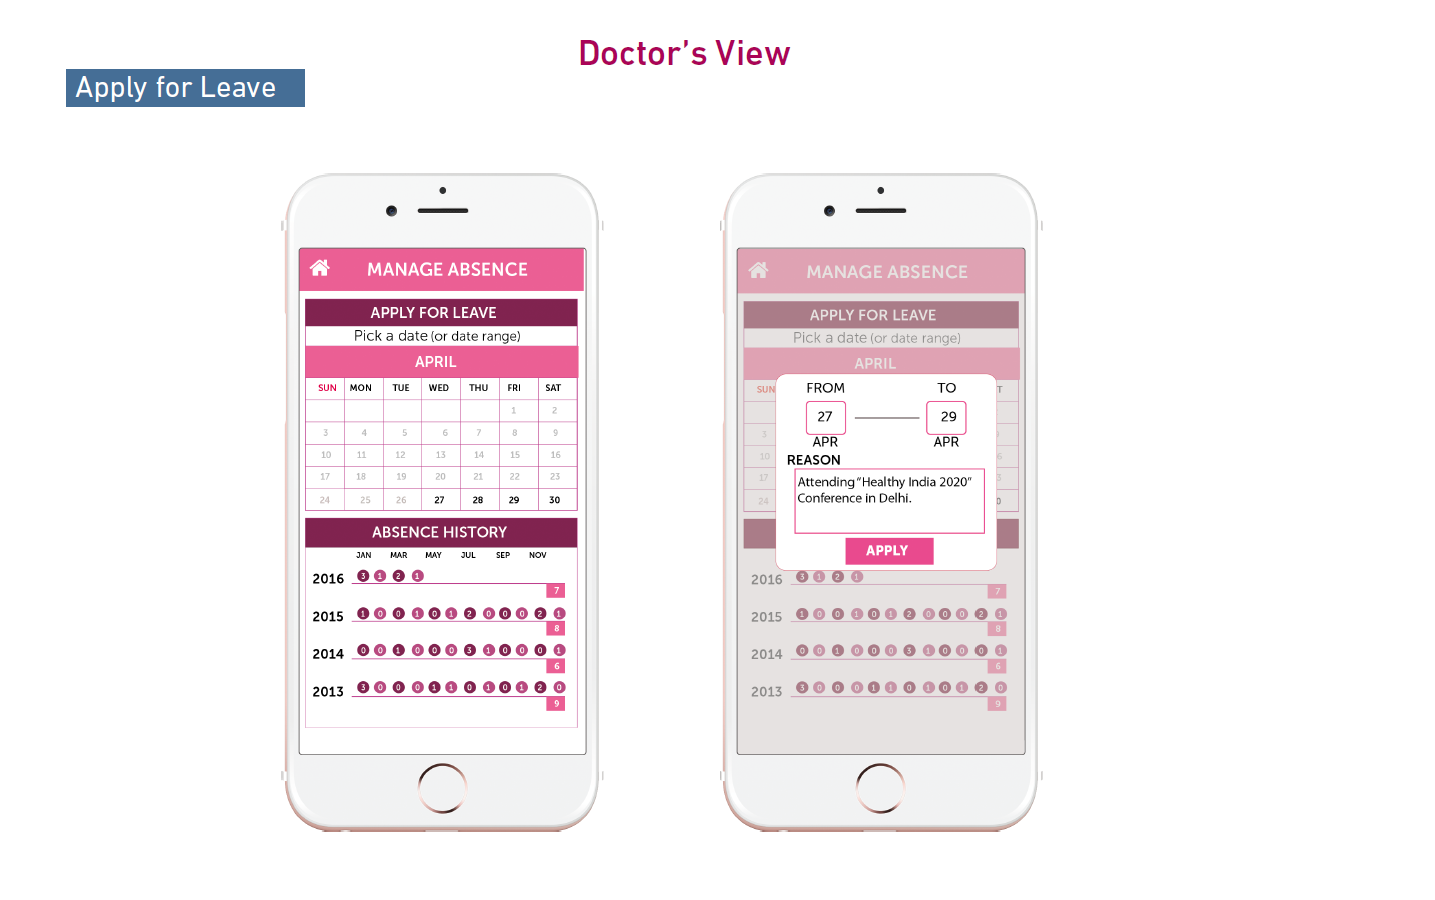 Doctor's View
Apply for Leave
MANAGE ABSENCE
APPLY FOR LEAVE
Pick a date (or date range)
APRIL
SUN MON TUE WED THU FRI SAT
1 2
3 4 5 6 7 8 9
10 11 12 13 14 15 16
17 18 19 20 21 22 23
24 25 26 27 28 29 30
ABSENCE HISTORY
JAN MAR MAY JUL SEP NOV
2016 3 1 2 1
7
2015 1 0 0 1 0 1 2 0 0 0 2 1
8
2014 0 0 1 0 0 0 3 1 0 0 0 1
6
2013 3 0 0 0 1 1 0 1 0 1 2 0
9
MANAGE ABSENCE
APPLY FOR LEAVE
Pick a date (or date range)
APRIL
SUN T
FROM TO
27 29
APR APR
REASON
Attending "Healthy India 2020"
Conference in Delhi.
APPLY
3
10 6
17 3
24 0
2016 3 1 2 1
7
2015 1 0 0 1 0 1 2 0 0 0 2 1
8
2014 0 0 1 0 0 0 3 1 0 0 0 1
6
2013 3 0 0 0 1 1 0 1 0 1 2 0
9